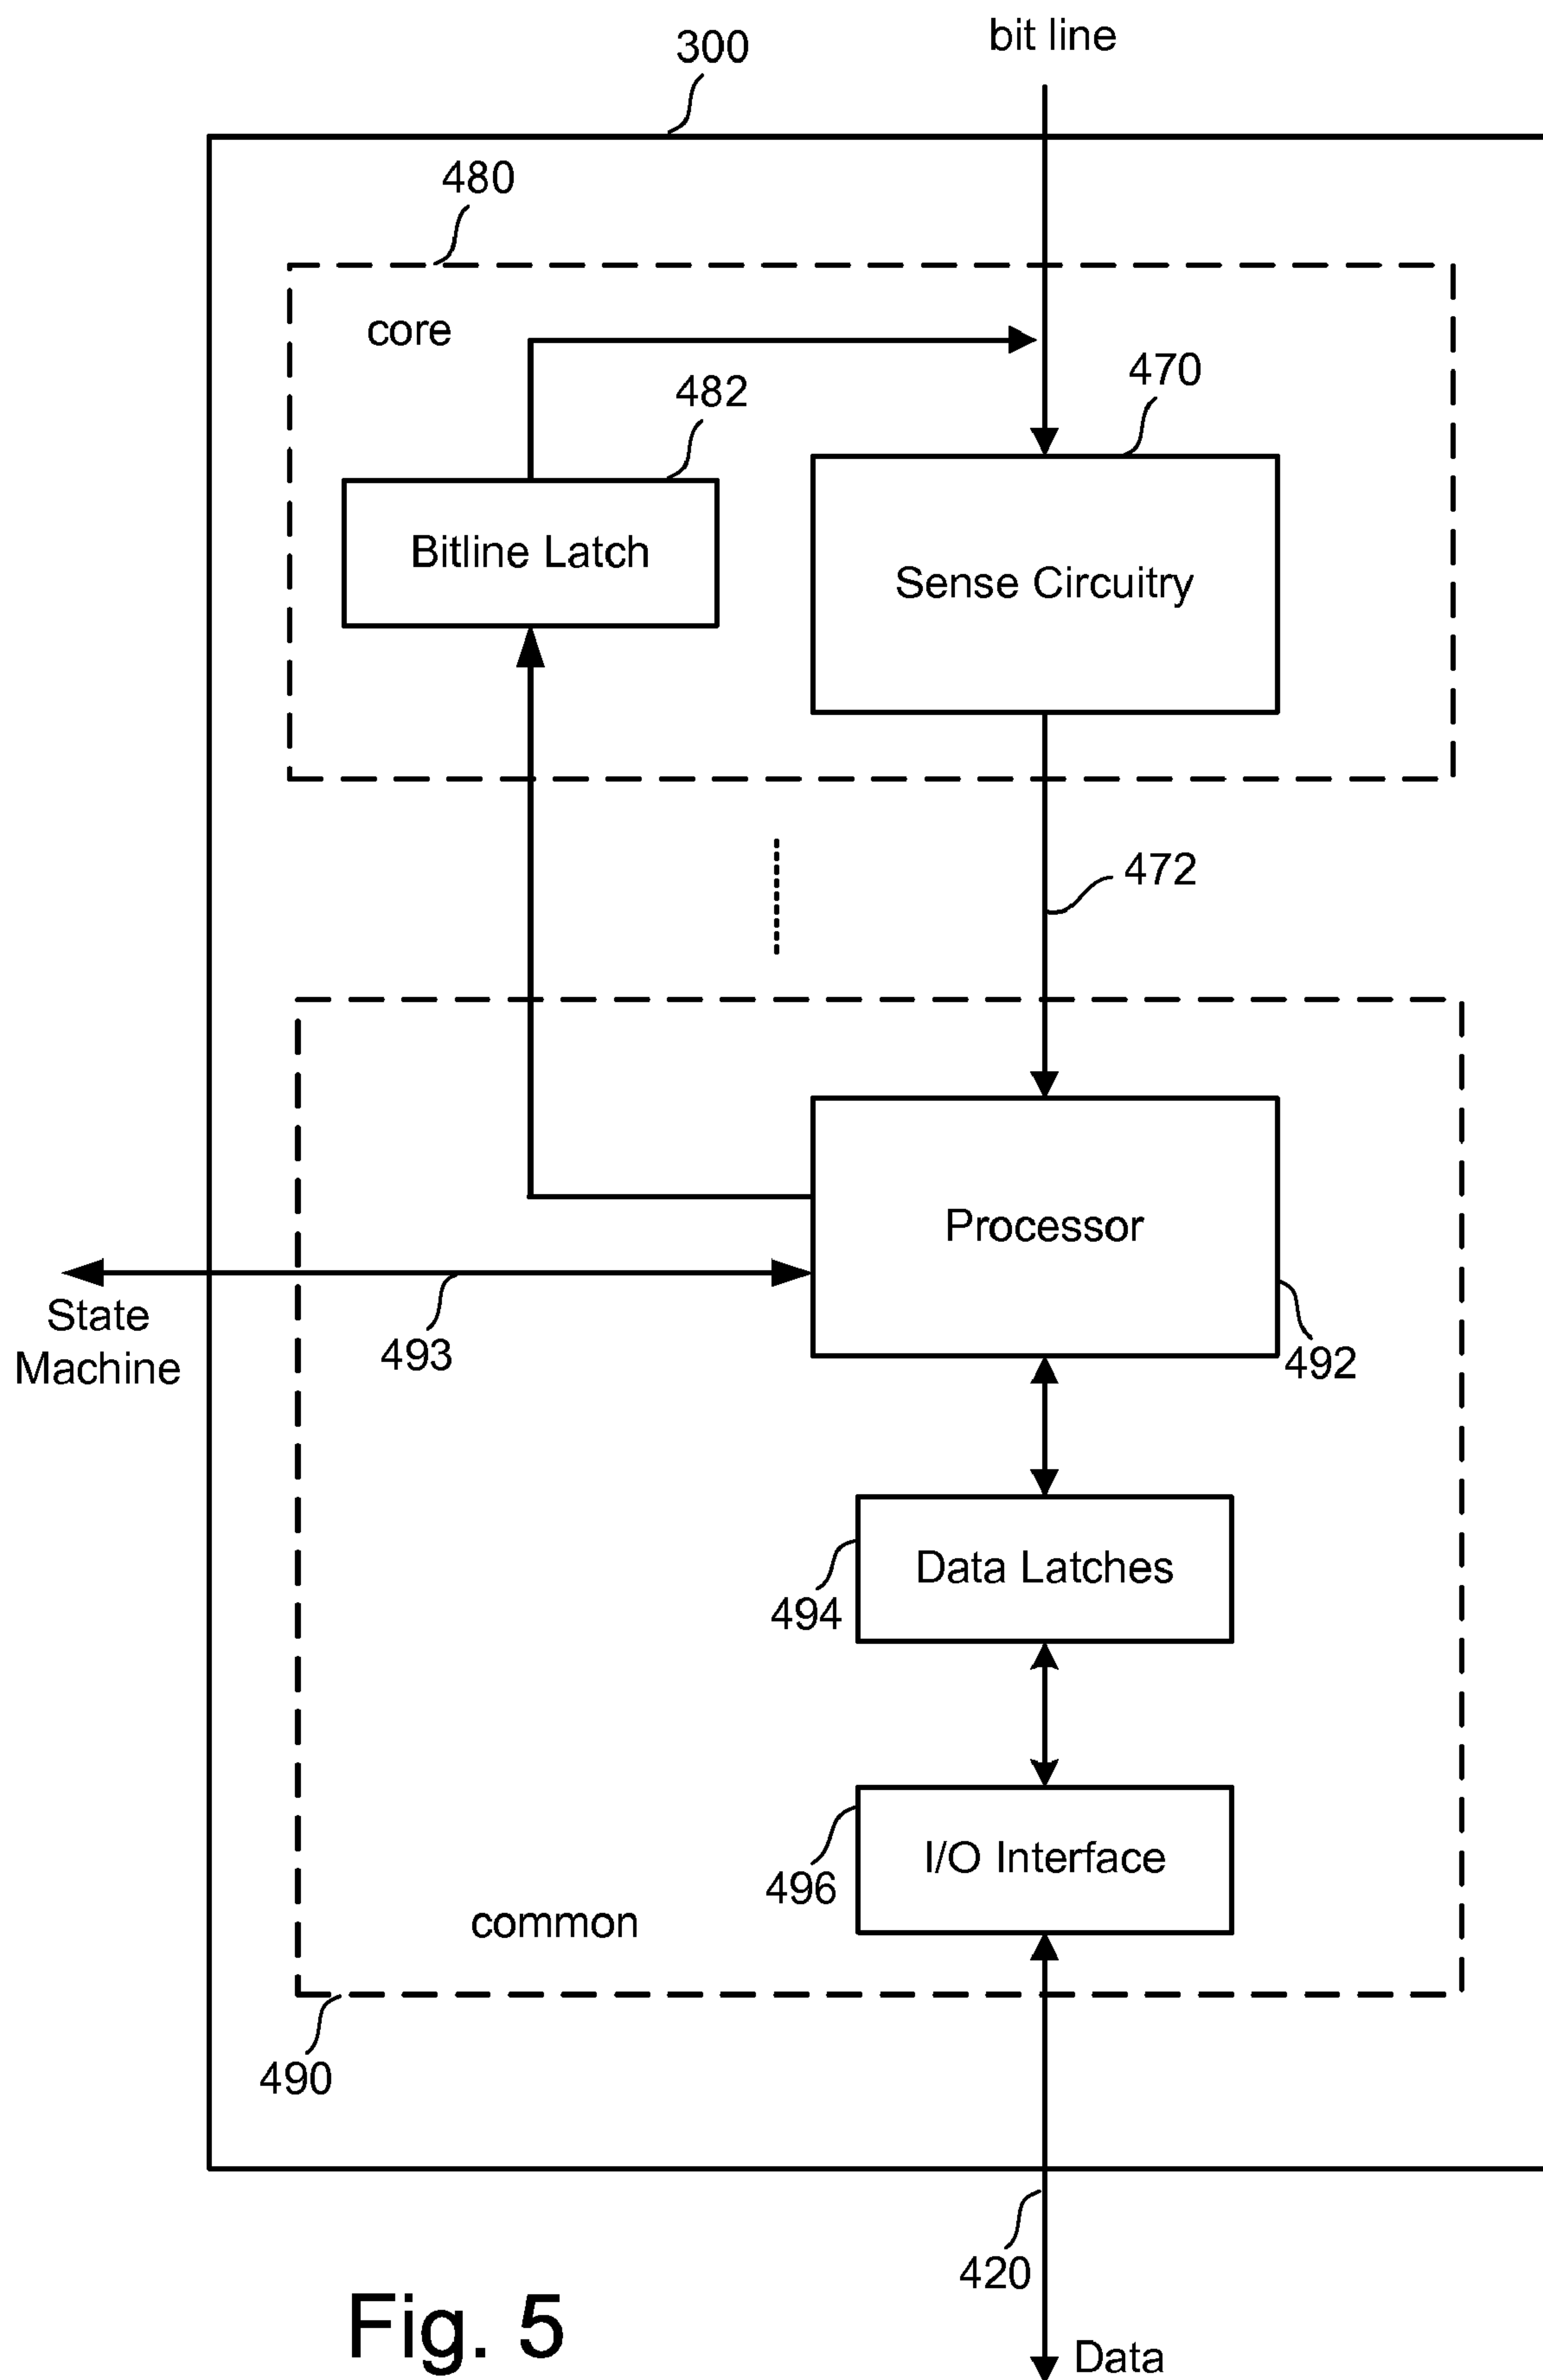 bit line
300
480
core
470
482
Bitline Latch
Sense Circuitry
472
Processor
State
Machine
493
492
Data Latches
494
I/O Interface
496
common
490
420
Fig. 5
Data